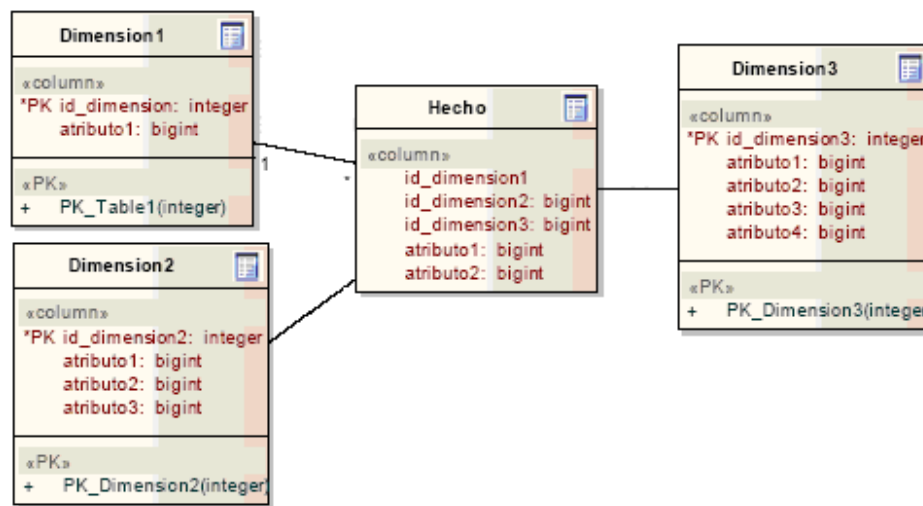 Dimension1
«column»
*PK id_dimension: integer
atributo1: bigint
«PK»
+ PK_Table1(integer)
1
*
Dimension2
«column»
*PK id_dimension2: integer
atributo1: bigint
atributo2: bigint
atributo3: bigint
«PK»
+ PK_Dimension2(integer)
Hecho
«column»
id_dimension1
id_dimension2: bigint
id_dimension3: bigint
atributo1: bigint
atributo2: bigint
Dimension3
«column»
*PK id_dimension3: integer
atributo1: bigint
atributo2: bigint
atributo3: bigint
atributo4: bigint
«PK»
+ PK_Dimension3(integer